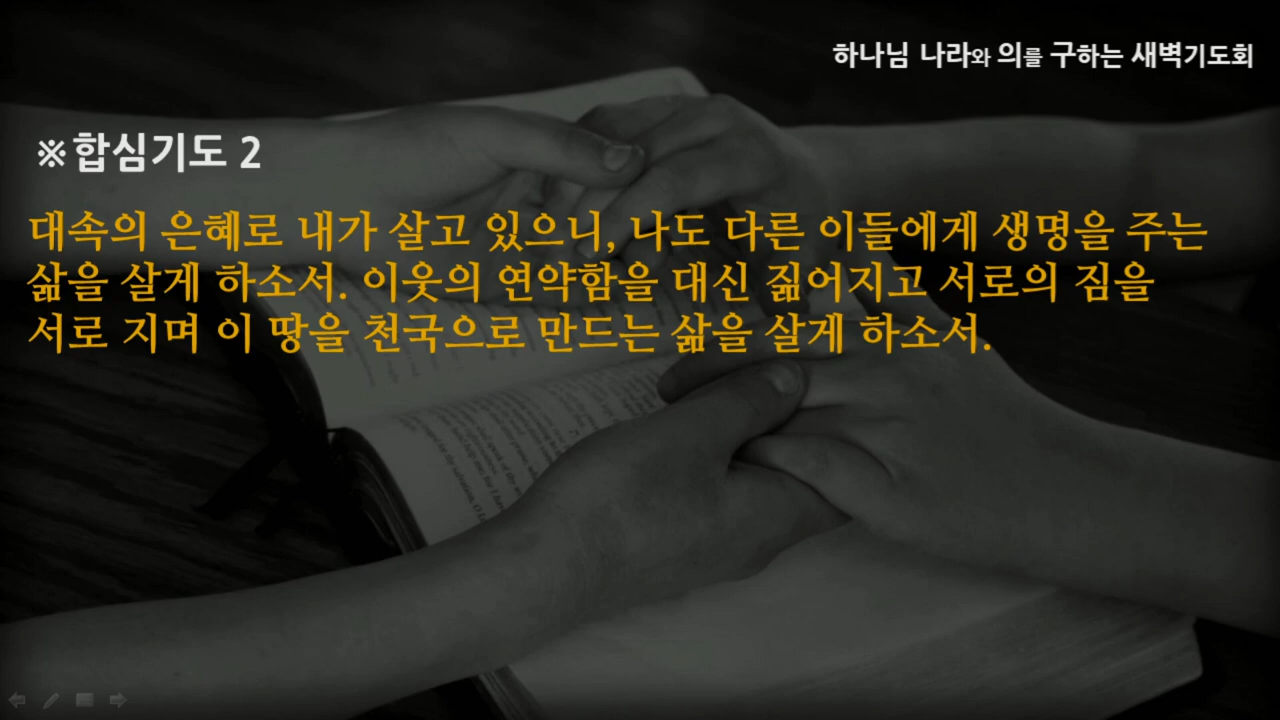 하나님 나라와 의를 구하는 새벽기도회
※합심기도 2
대속의 은혜로 내가 살고 있으니, 나도 다른 이들에게 생명을 주는
삶을 살게 하소서. 이웃의 연약함을 대신 짊어지고 서로의 짐을
서로 지며 이 땅을 천국으로 만드는 삶을 살게 하소서.